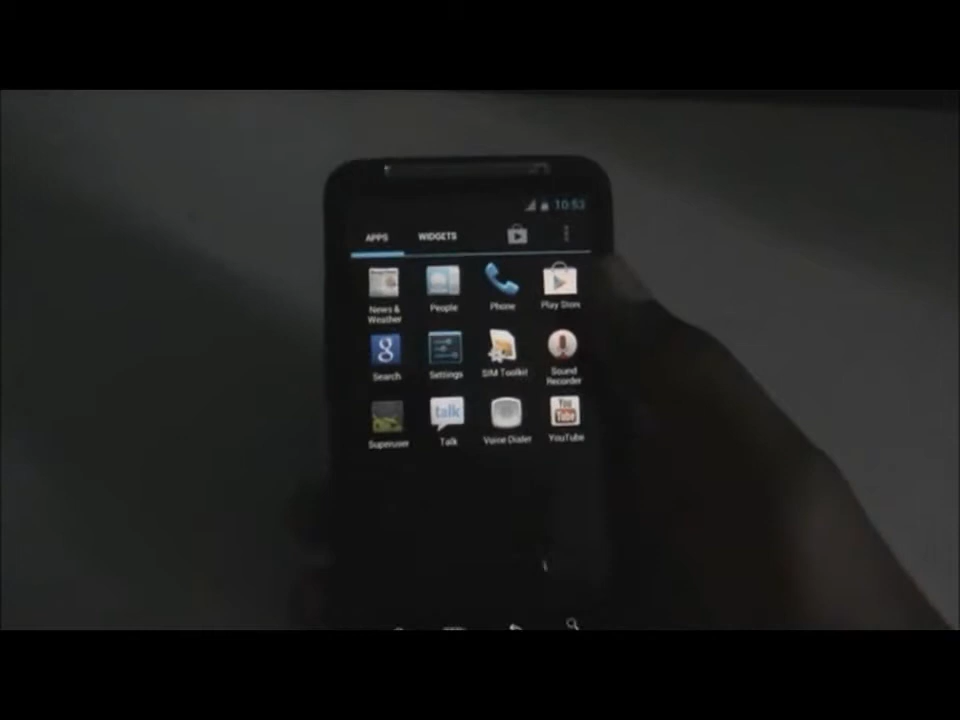 10:53
APPS WIDGETS
News & Weather People Phone Play Store
Search Settings SIM Toolkit Sound Recorder
talk You Tube
Superuser Talk Voice Dialer YouTube